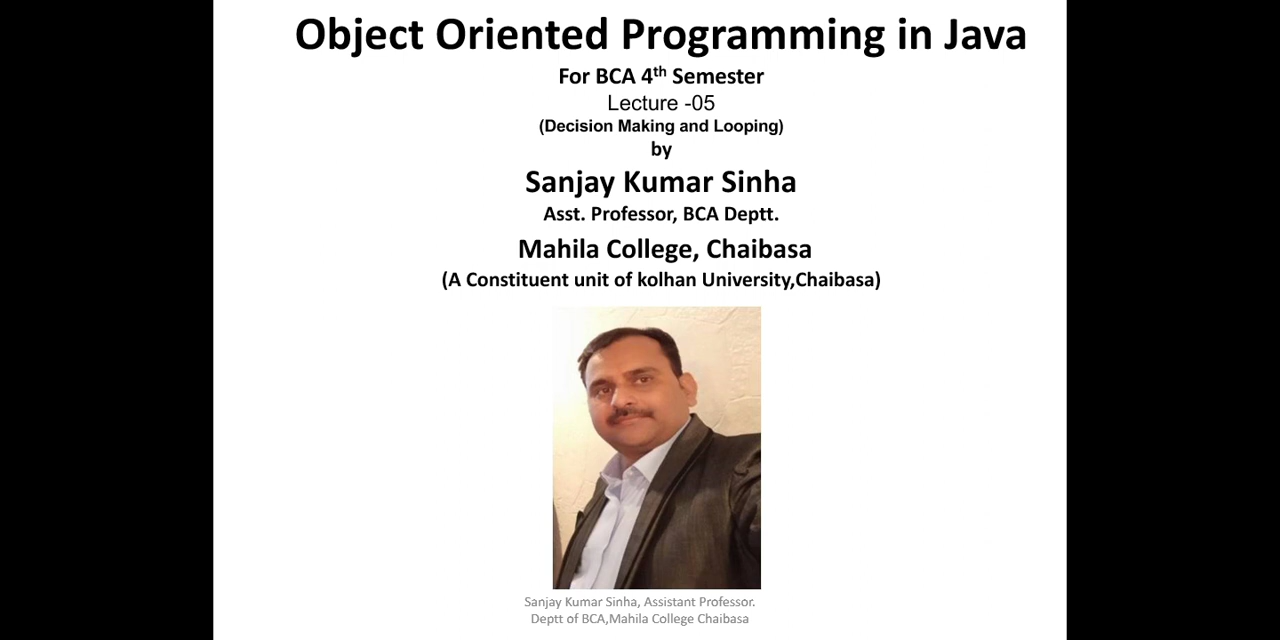 Object Oriented Programming in Java
For BCA 4th Semester
Lecture -05
(Decision Making and Looping)
by
Sanjay Kumar Sinha
Asst. Professor, BCA Deptt.
Mahila College, Chaibasa
(A Constituent unit of kolhan University,Chaibasa)
Sanjay Kumar Sinha, Assistant Professor.
Deptt of BCA,Mahila College Chaibasa